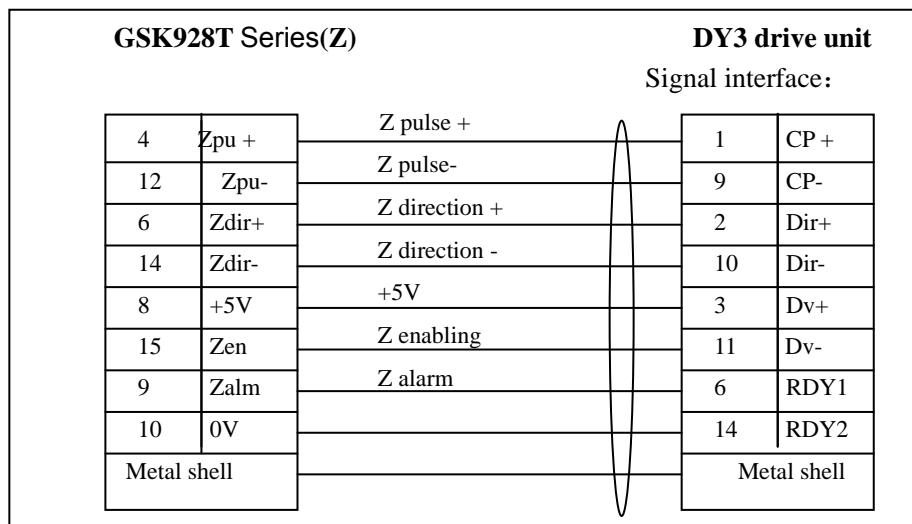 GSK928T Series(Z) DY3 drive unit
Signal interface：
4 Zpu + Z pulse + 1 CP +
12 Zpu- Z pulse- 9 CP-
6 Zdir+ Z direction + 2 Dir+
14 Zdir- Z direction - 10 Dir-
8 +5V +5V 3 Dv+
15 Zen Z enabling 11 Dv-
9 Zalm Z alarm 6 RDY1
10 0V 14 RDY2
Metal shell Metal shell